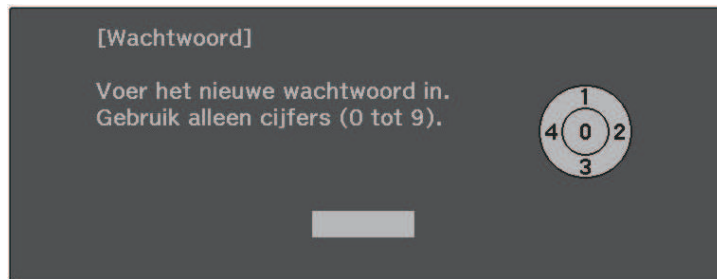 [Wachtwoord]
Voer het nieuwe wachtwoord in.
Gebruik alleen cijfers (0 tot 9).
1
4 0 2
3